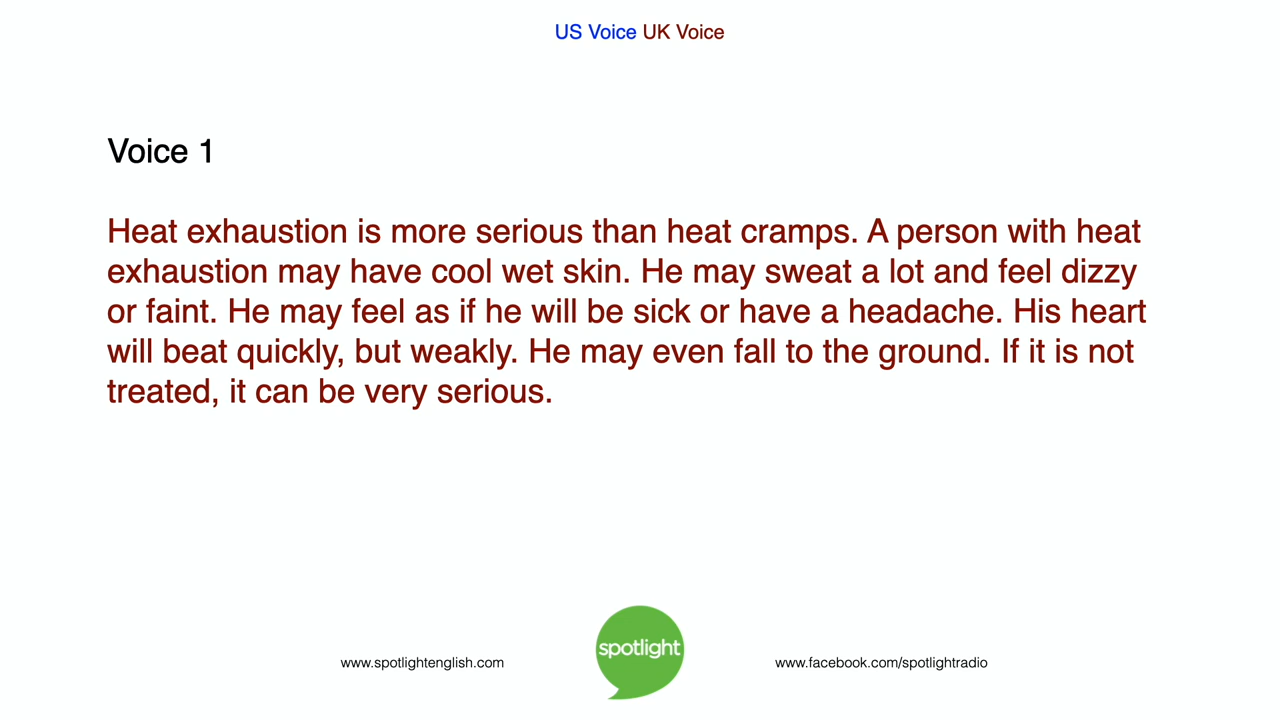 US Voice UK Voice
Voice 1
Heat exhaustion is more serious than heat cramps. A person with heat
exhaustion may have cool wet skin. He may sweat a lot and feel dizzy
or faint. He may feel as if he will be sick or have a headache. His heart
will beat quickly, but weakly. He may even fall to the ground. If it is not
treated, it can be very serious.
www.spotlightenglish.com
spotlight
www.facebook.com/spotlightradio